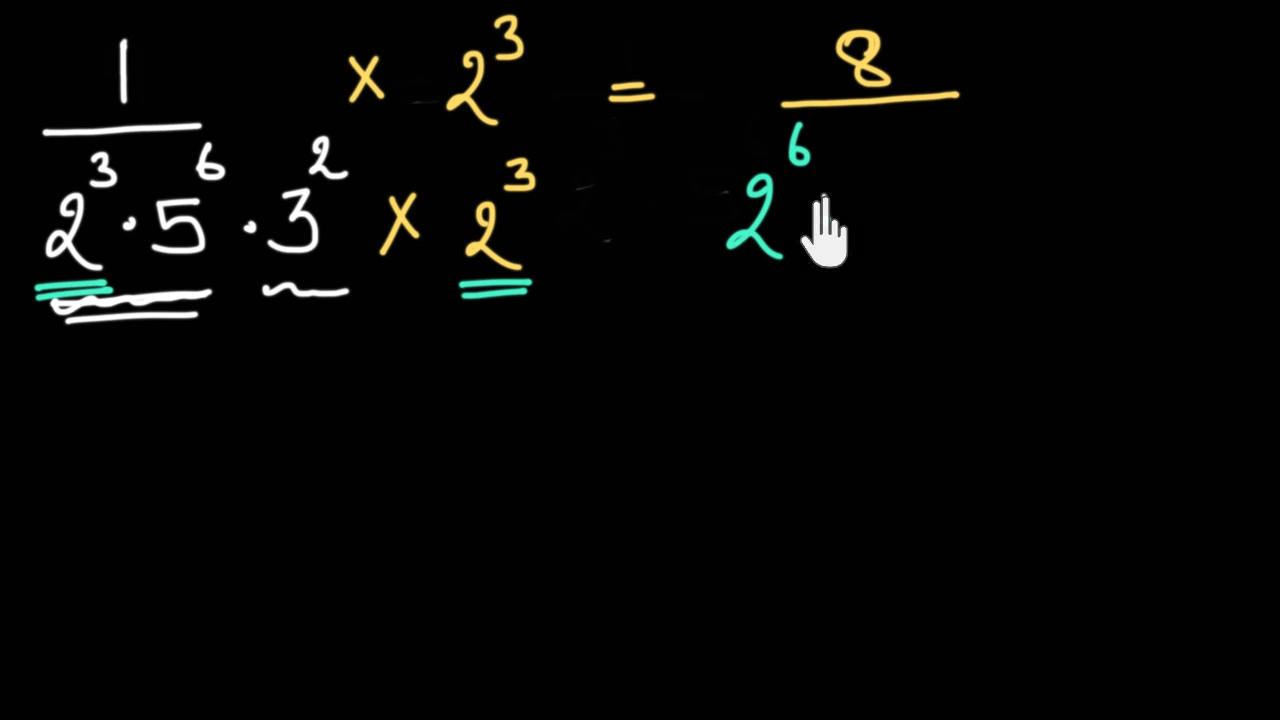 1 × 2³ = 8
2³ · 5⁶ · 3² × 2³ 2⁶